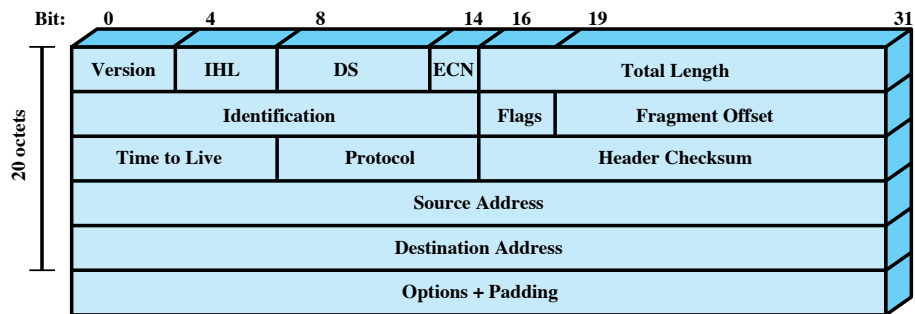 Bit: 0 4 8 14 16 19 31
Version IHL DS ECN Total Length
Identification Flags Fragment Offset
Time to Live Protocol Header Checksum
Source Address
Destination Address
Options + Padding
20 octets